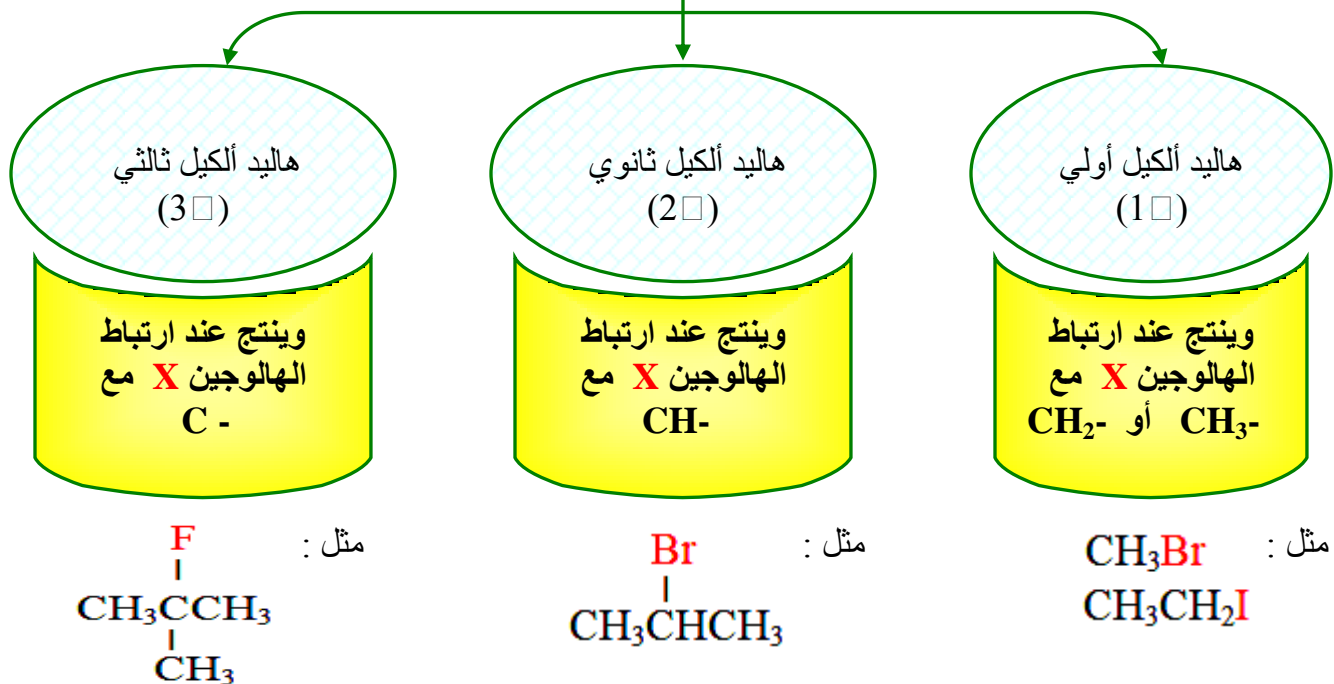 هاليد ألكيل أولي
(1□)
وينتج عند ارتباط
الهالوجين X مع
CH₃- أو CH₂-
مثل :
CH₃Br
CH₃CH₂I
هاليد ألكيل ثانوي
(2□)
وينتج عند ارتباط
الهالوجين X مع
CH-
مثل :
Br
CH₃CHCH₃
هاليد ألكيل ثالثي
(3□)
وينتج عند ارتباط
الهالوجين X مع
C -
مثل :
F
CH₃CCH₃
CH₃